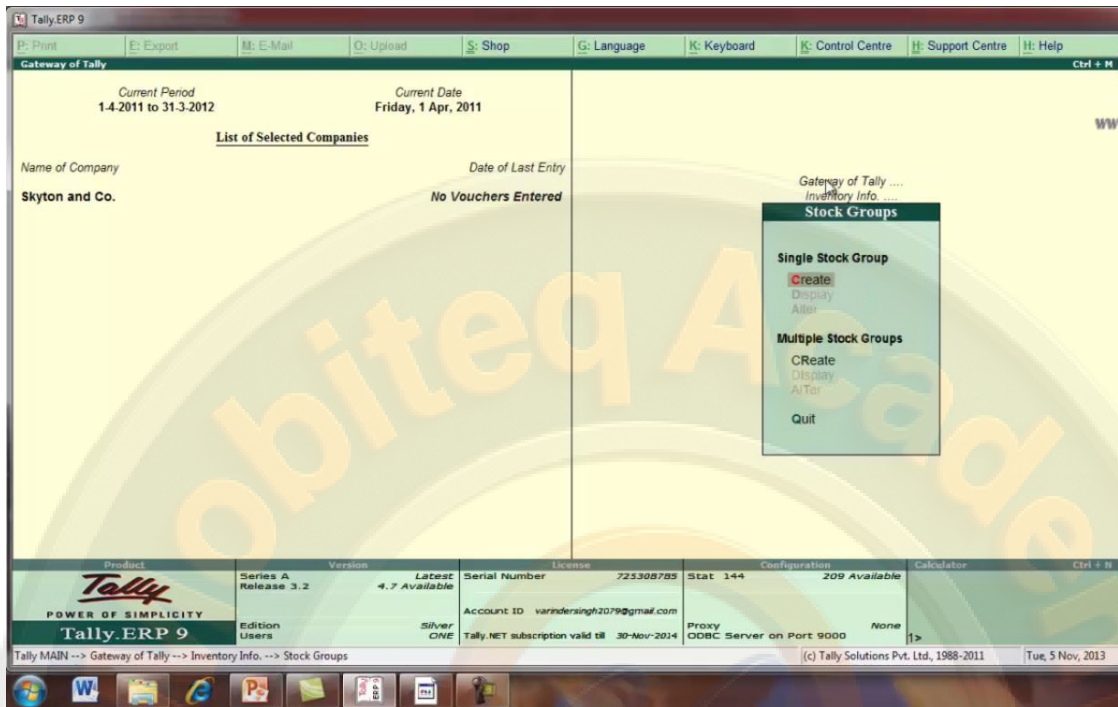 Tally.ERP 9
P: Print E: Export M: E-Mail O: Upload S: Shop G: Language K: Keyboard K: Control Centre H: Support Centre H: Help
Gateway of Tally Ctrl + M
Current Period Current Date
1-4-2011 to 31-3-2012 Friday, 1 Apr, 2011
List of Selected Companies
Name of Company Date of Last Entry
Skyton and Co. No Vouchers Entered
ww
Gateway of Tally ....
Inventory Info. ....
Stock Groups
Single Stock Group
Create
Display
Alter
Multiple Stock Groups
CReate
DIsplay
AlTer
Quit
obiteq Acade
Product Version License Configuration Calculator Ctrl + N
Tally
POWER OF SIMPLICITY
Tally.ERP 9
Series A Latest
Release 3.2 4.7 Available
Edition Silver
Users ONE
Serial Number 725308785
Account ID varindersingh2079@gmail.com
Tally.NET subscription valid till 30-Nov-2014
Stat 144 209 Available
Proxy None
ODBC Server on Port 9000
1>
Tally MAIN --> Gateway of Tally --> Inventory Info. --> Stock Groups (c) Tally Solutions Pvt. Ltd., 1988-2011 Tue, 5 Nov, 2013